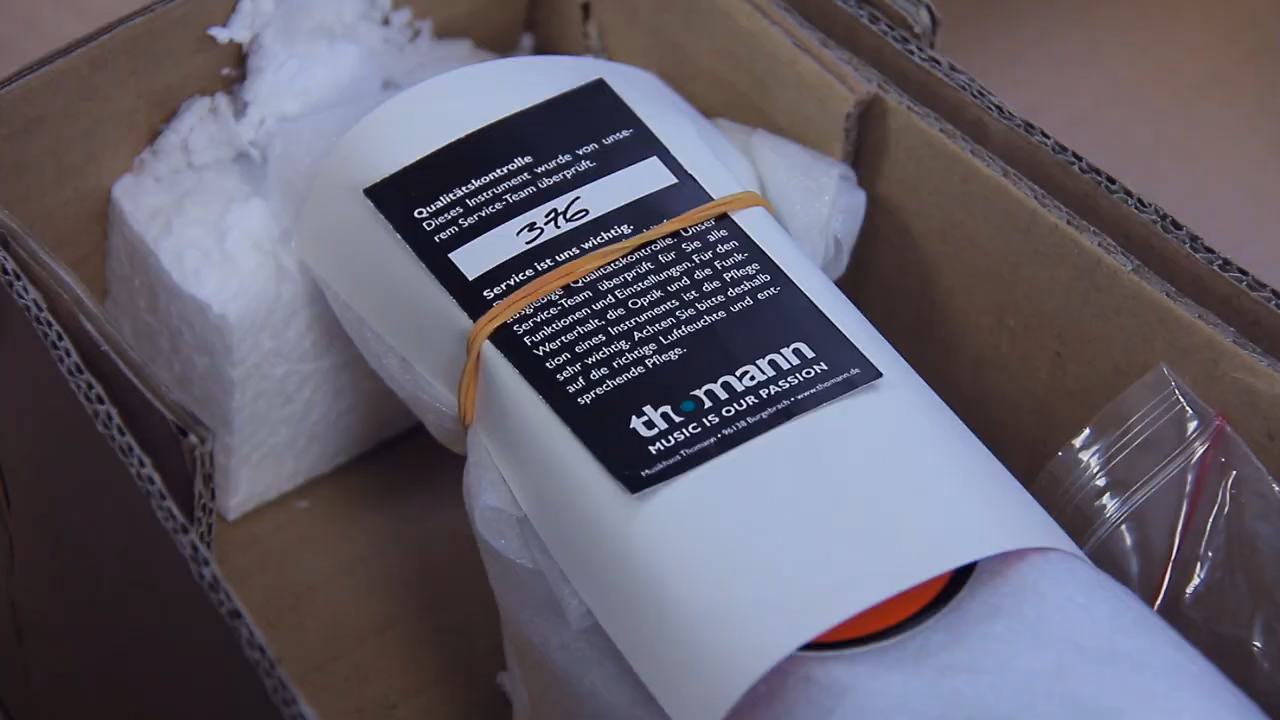 Qualitätskontrolle
Dieses Instrument wurde von unse-
rem Service-Team überprüft.
376
Service ist uns wichtig.
Qualitätskontrolle. Unser
Service-Team überprüft für Sie alle
Funktionen und Einstellungen. Für den
Werterhalt, die Optik und die Funk-
tion eines Instruments ist die Pflege
sehr wichtig. Achten Sie bitte deshalb
auf die richtige Luftfeuchte und ent-
sprechende Pflege.
thomann
MUSIC IS OUR PASSION
Musikhaus Thomann • 96138 Burgebrach • www.thomann.de